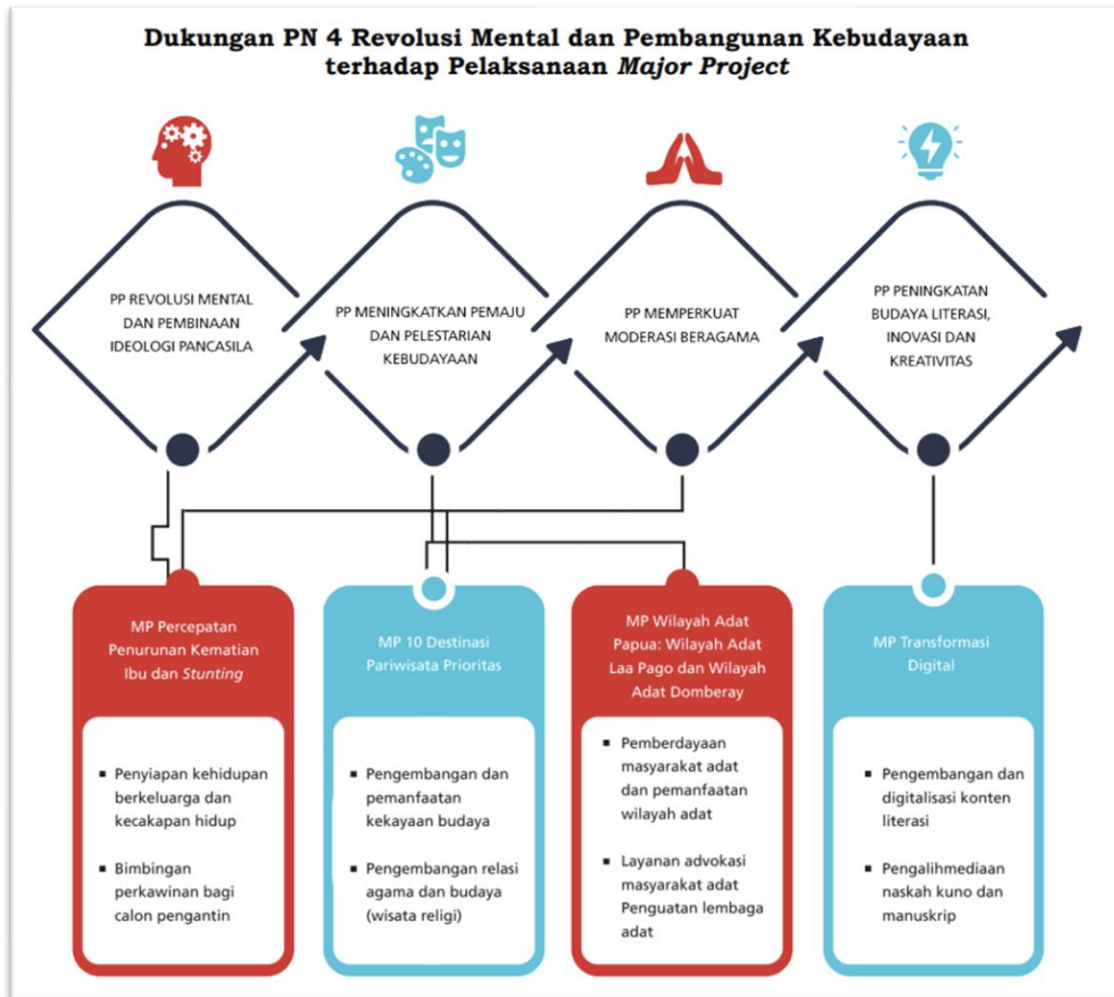 Dukungan PN 4 Revolusi Mental dan Pembangunan Kebudayaan
terhadap Pelaksanaan Major Project
PP REVOLUSI MENTAL
DAN PEMBINAAN
IDEOLOGI PANCASILA
PP MENINGKATKAN PEMAJU
DAN PELESTARIAN
KEBUDAYAAN
PP MEMPERKUAT
MODERASI BERAGAMA
PP PENINGKATAN
BUDAYA LITERASI,
INOVASI DAN
KREATIVITAS
MP Percepatan
Penurunan Kematian
Ibu dan Stunting
▪ Penyiapan kehidupan
berkeluarga dan
kecakapan hidup
▪ Bimbingan
perkawinan bagi
calon pengantin
MP 10 Destinasi
Pariwisata Prioritas
▪ Pengembangan dan
pemanfaatan
kekayaan budaya
▪ Pengembangan relasi
agama dan budaya
(wisata religi)
MP Wilayah Adat
Papua: Wilayah Adat
Laa Pago dan Wilayah
Adat Domberay
▪ Pemberdayaan
masyarakat adat
dan pemanfaatan
wilayah adat
▪ Layanan advokasi
masyarakat adat
Penguatan lembaga
adat
MP Transformasi
Digital
▪ Pengembangan dan
digitalisasi konten
literasi
▪ Pengalihmediaan
naskah kuno dan
manuskrip